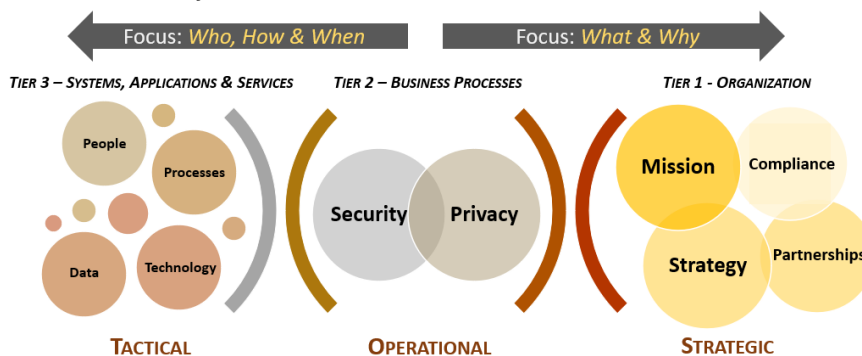 Focus: Who, How & When
Focus: What & Why
TIER 3 – SYSTEMS, APPLICATIONS & SERVICES
TIER 2 – BUSINESS PROCESSES
TIER 1 - ORGANIZATION
People
Processes
Data
Technology
Security
Privacy
Mission
Compliance
Strategy
Partnerships
TACTICAL
OPERATIONAL
STRATEGIC